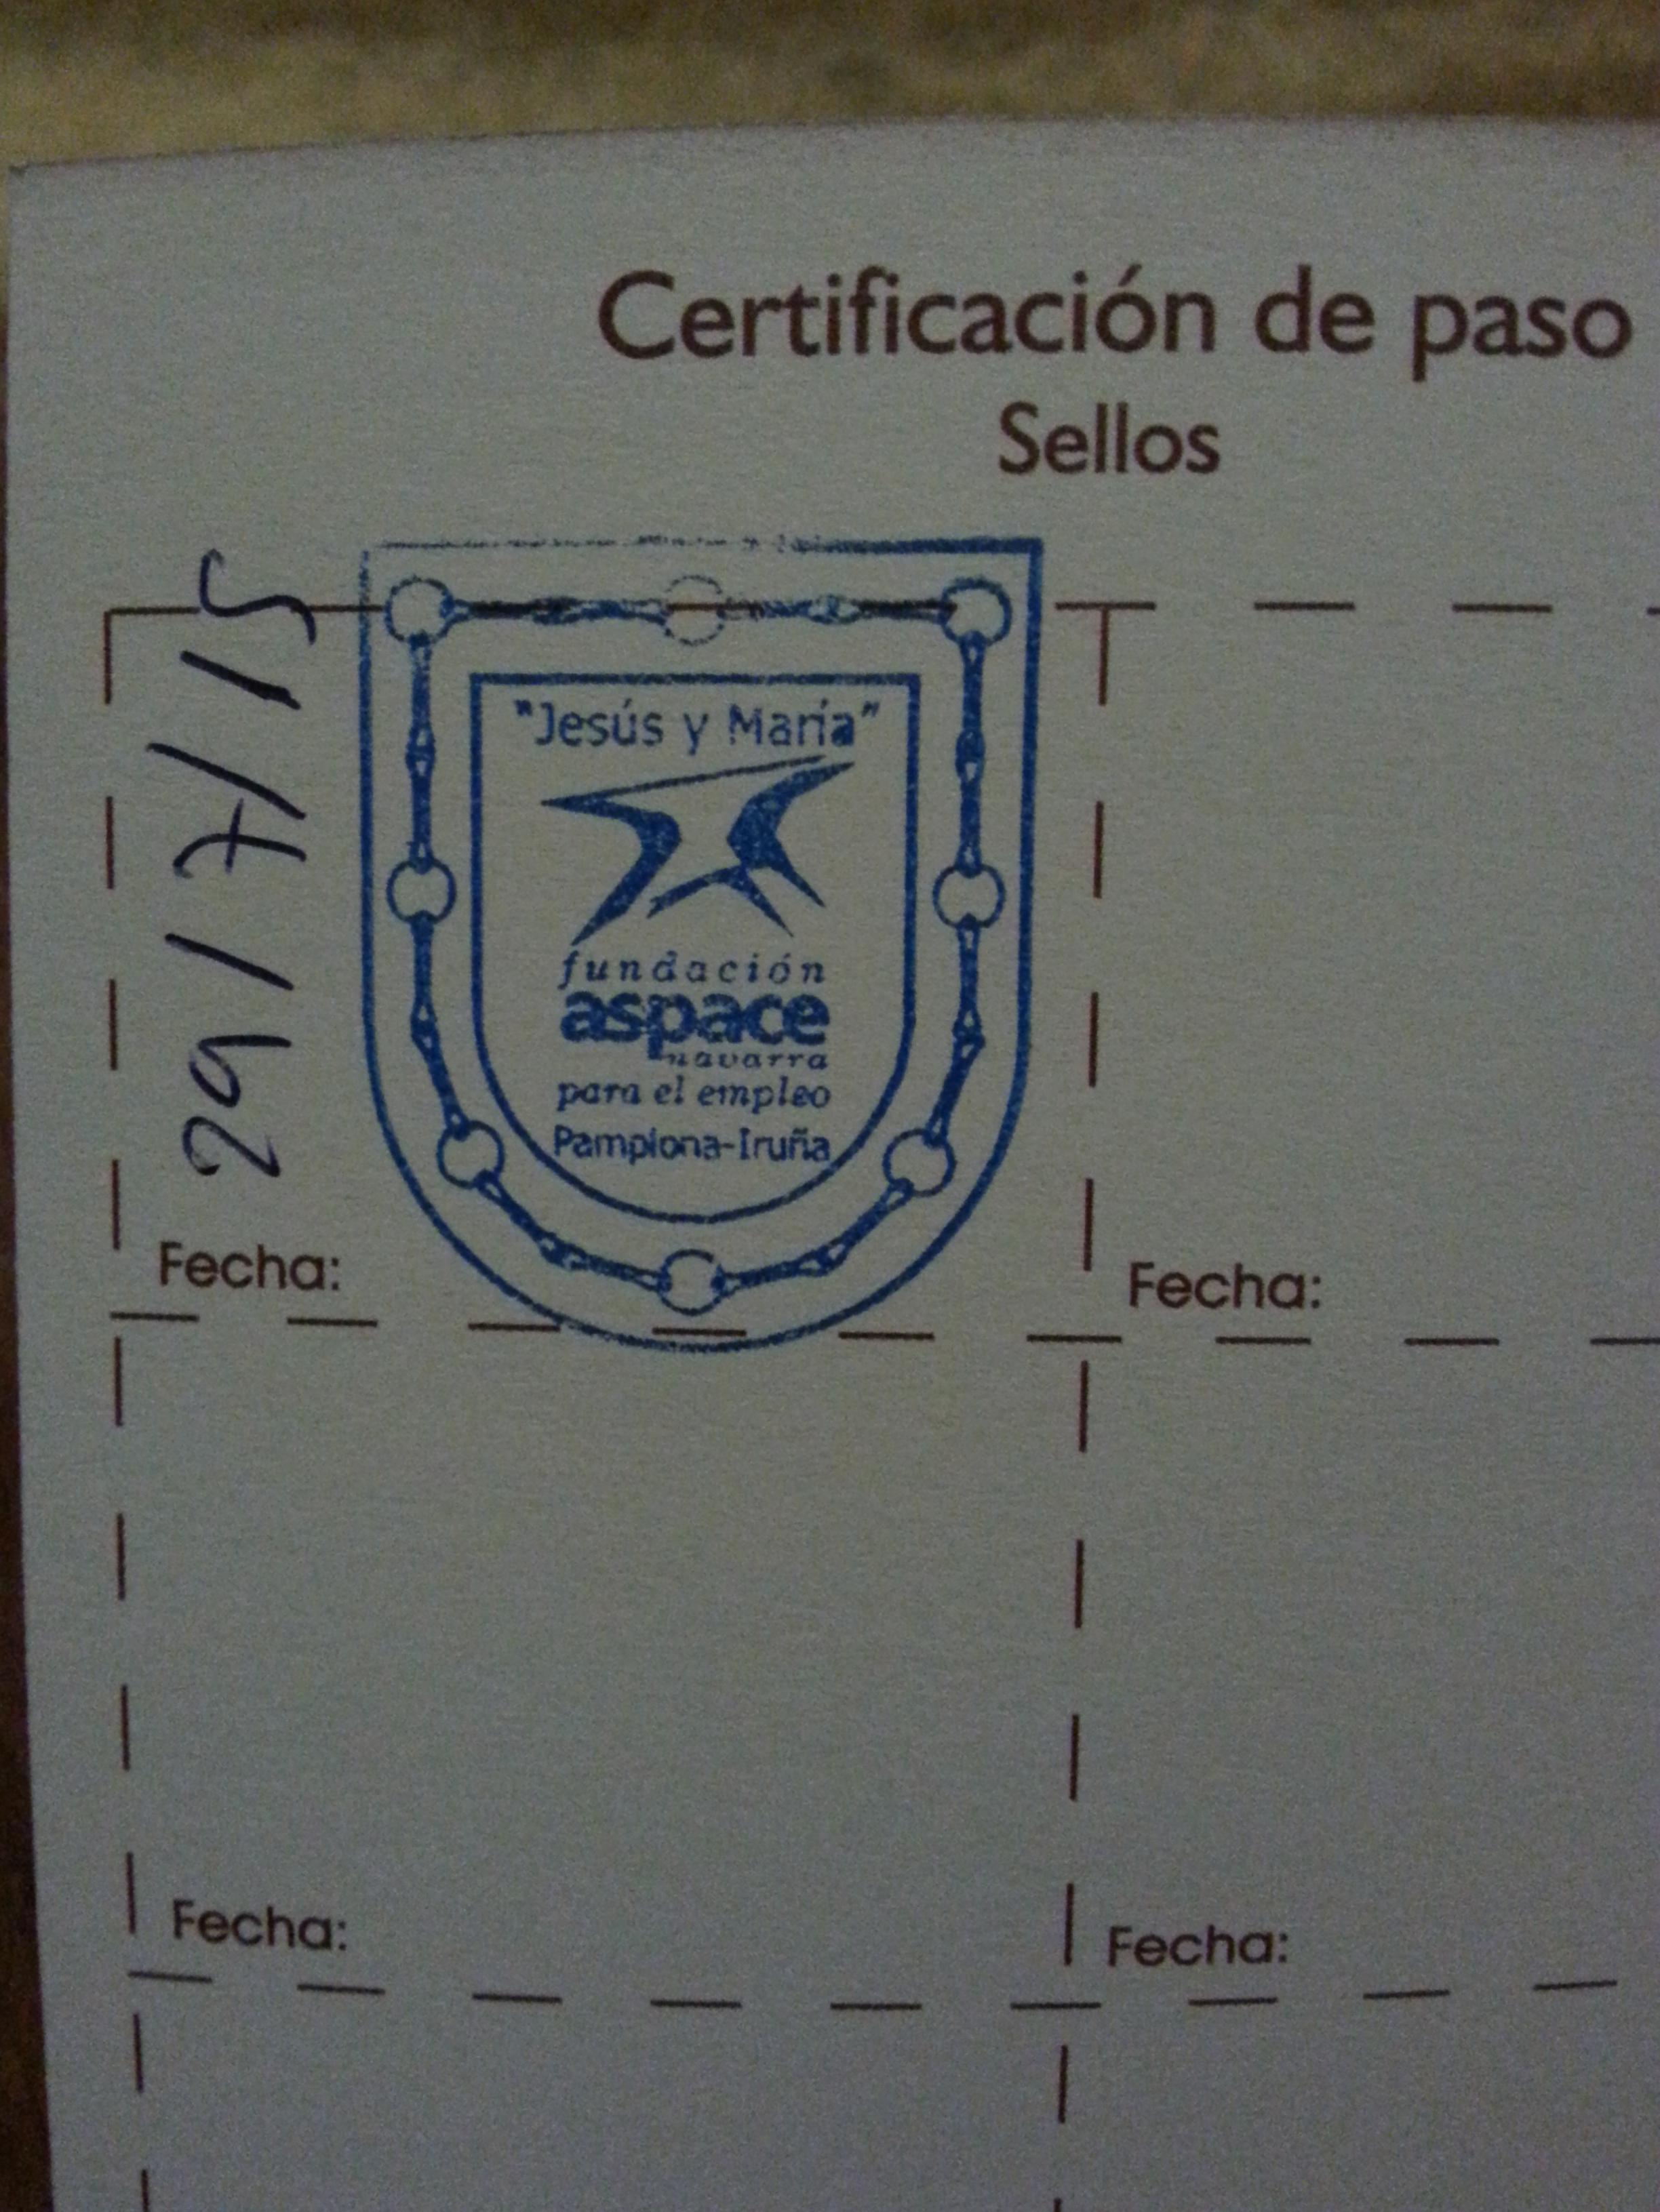 Certificación de paso
Sellos
29/7/15
"Jesús y María"
fundación
aspace
navarra
para el empleo
Pamplona-Iruña
Fecha:
Fecha:
Fecha:
Fecha: